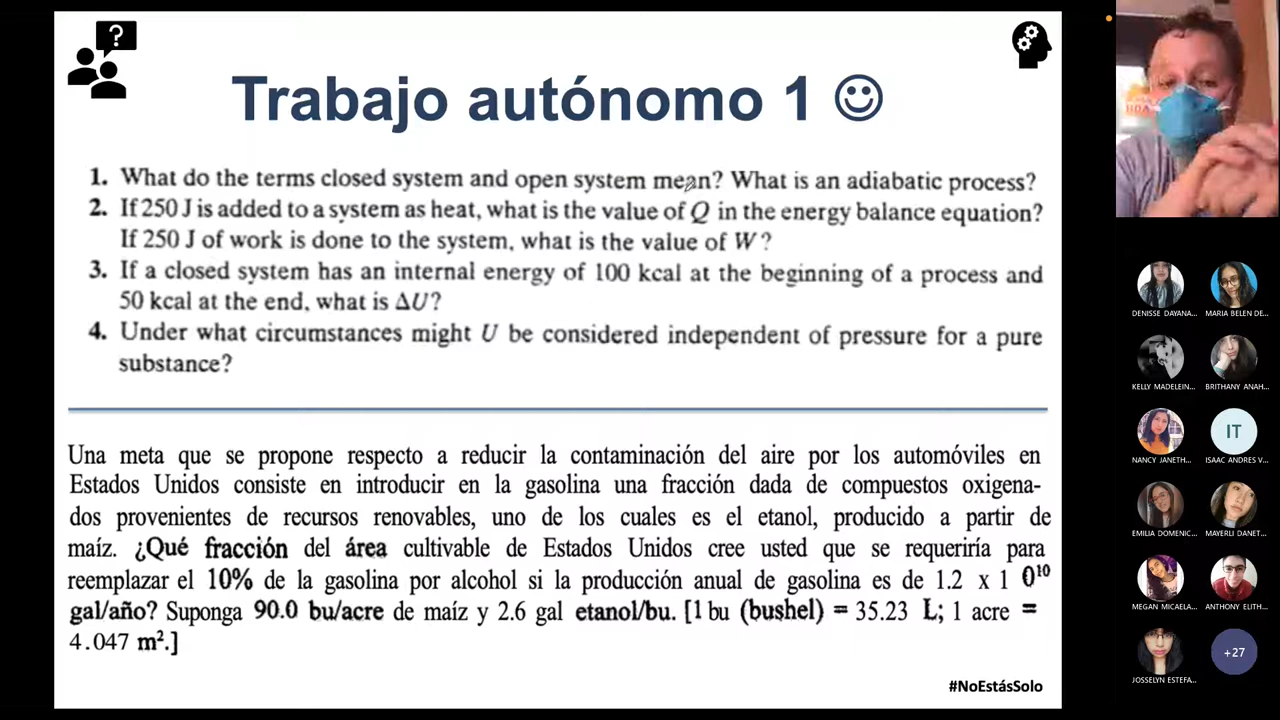 ?
Trabajo autónomo 1 ☺
1. What do the terms closed system and open system mean? What is an adiabatic process?
2. If 250 J is added to a system as heat, what is the value of Q in the energy balance equation?
If 250 J of work is done to the system, what is the value of W?
3. If a closed system has an internal energy of 100 kcal at the beginning of a process and
50 kcal at the end, what is ΔU?
4. Under what circumstances might U be considered independent of pressure for a pure
substance?
Una meta que se propone respecto a reducir la contaminación del aire por los automóviles en
Estados Unidos consiste en introducir en la gasolina una fracción dada de compuestos oxigena-
dos provenientes de recursos renovables, uno de los cuales es el etanol, producido a partir de
maíz. ¿Qué fracción del área cultivable de Estados Unidos cree usted que se requeriría para
reemplazar el 10% de la gasolina por alcohol si la producción anual de gasolina es de 1.2 x 1 0¹⁰
gal/año? Suponga 90.0 bu/acre de maíz y 2.6 gal etanol/bu. [1 bu (bushel) = 35.23 L; 1 acre =
4.047 m².]
#NoEstásSolo
DENISSE DAYANA...
MARIA BELEN DE...
KELLY MADELEIN...
BRITHANY ANAH...
NANCY JANETH...
IT
ISAAC ANDRES V...
EMILIA DOMENIC...
MAYERLI DANET...
MEGAN MICAELA...
ANTHONY ELITH...
JOSSELYN ESTEFA...
+27